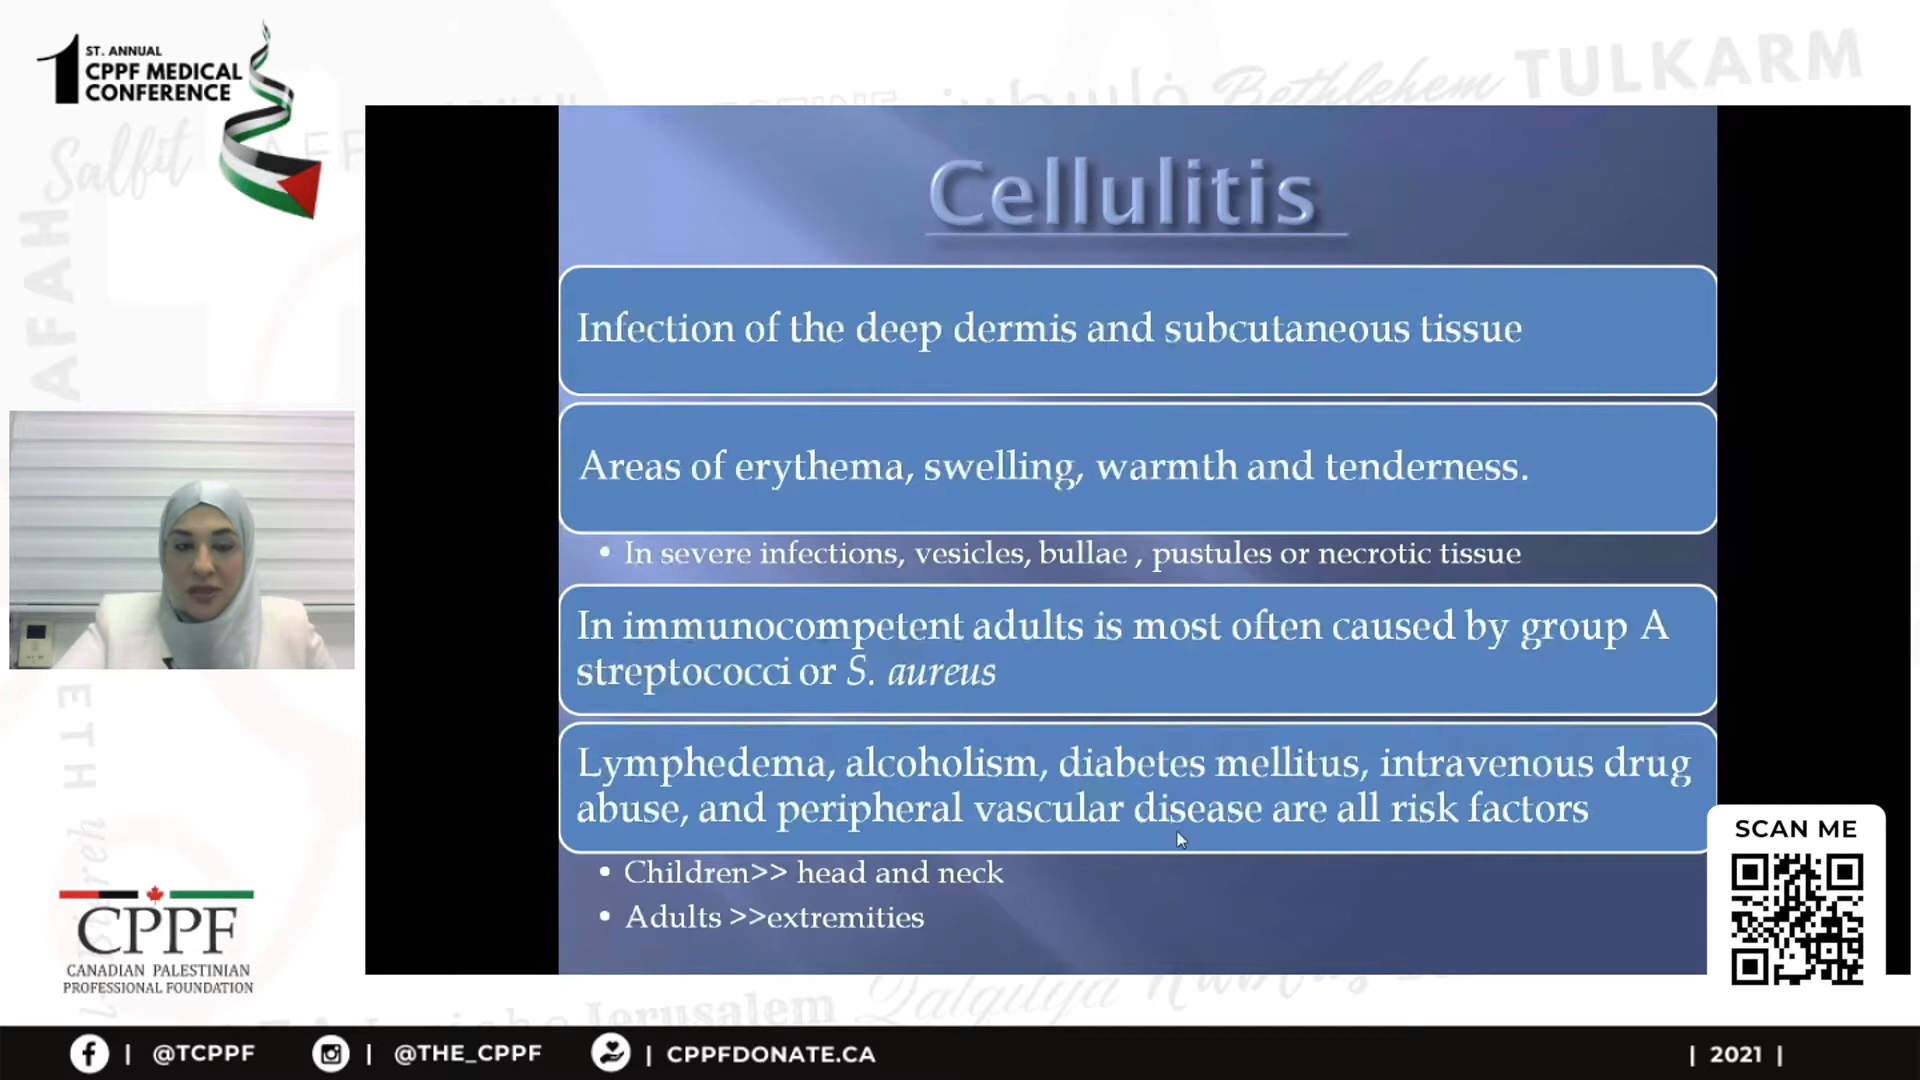 ST. ANNUAL
1 CPPF MEDICAL
CONFERENCE
Salfit
Bethlehem
TULKARM
AFAH
Cellulitis
Infection of the deep dermis and subcutaneous tissue
Areas of erythema, swelling, warmth and tenderness.
• In severe infections, vesicles, bullae , pustules or necrotic tissue
In immunocompetent adults is most often caused by group A
streptococci or S. aureus
Lymphedema, alcoholism, diabetes mellitus, intravenous drug
abuse, and peripheral vascular disease are all risk factors
• Children>> head and neck
• Adults >>extremities
SCAN ME
CPPF
CANADIAN PALESTINIAN
PROFESSIONAL FOUNDATION
Jerusalem
Qalqilya
| @TCPPF
| @THE_CPPF
| CPPFDONATE.CA
| 2021 |